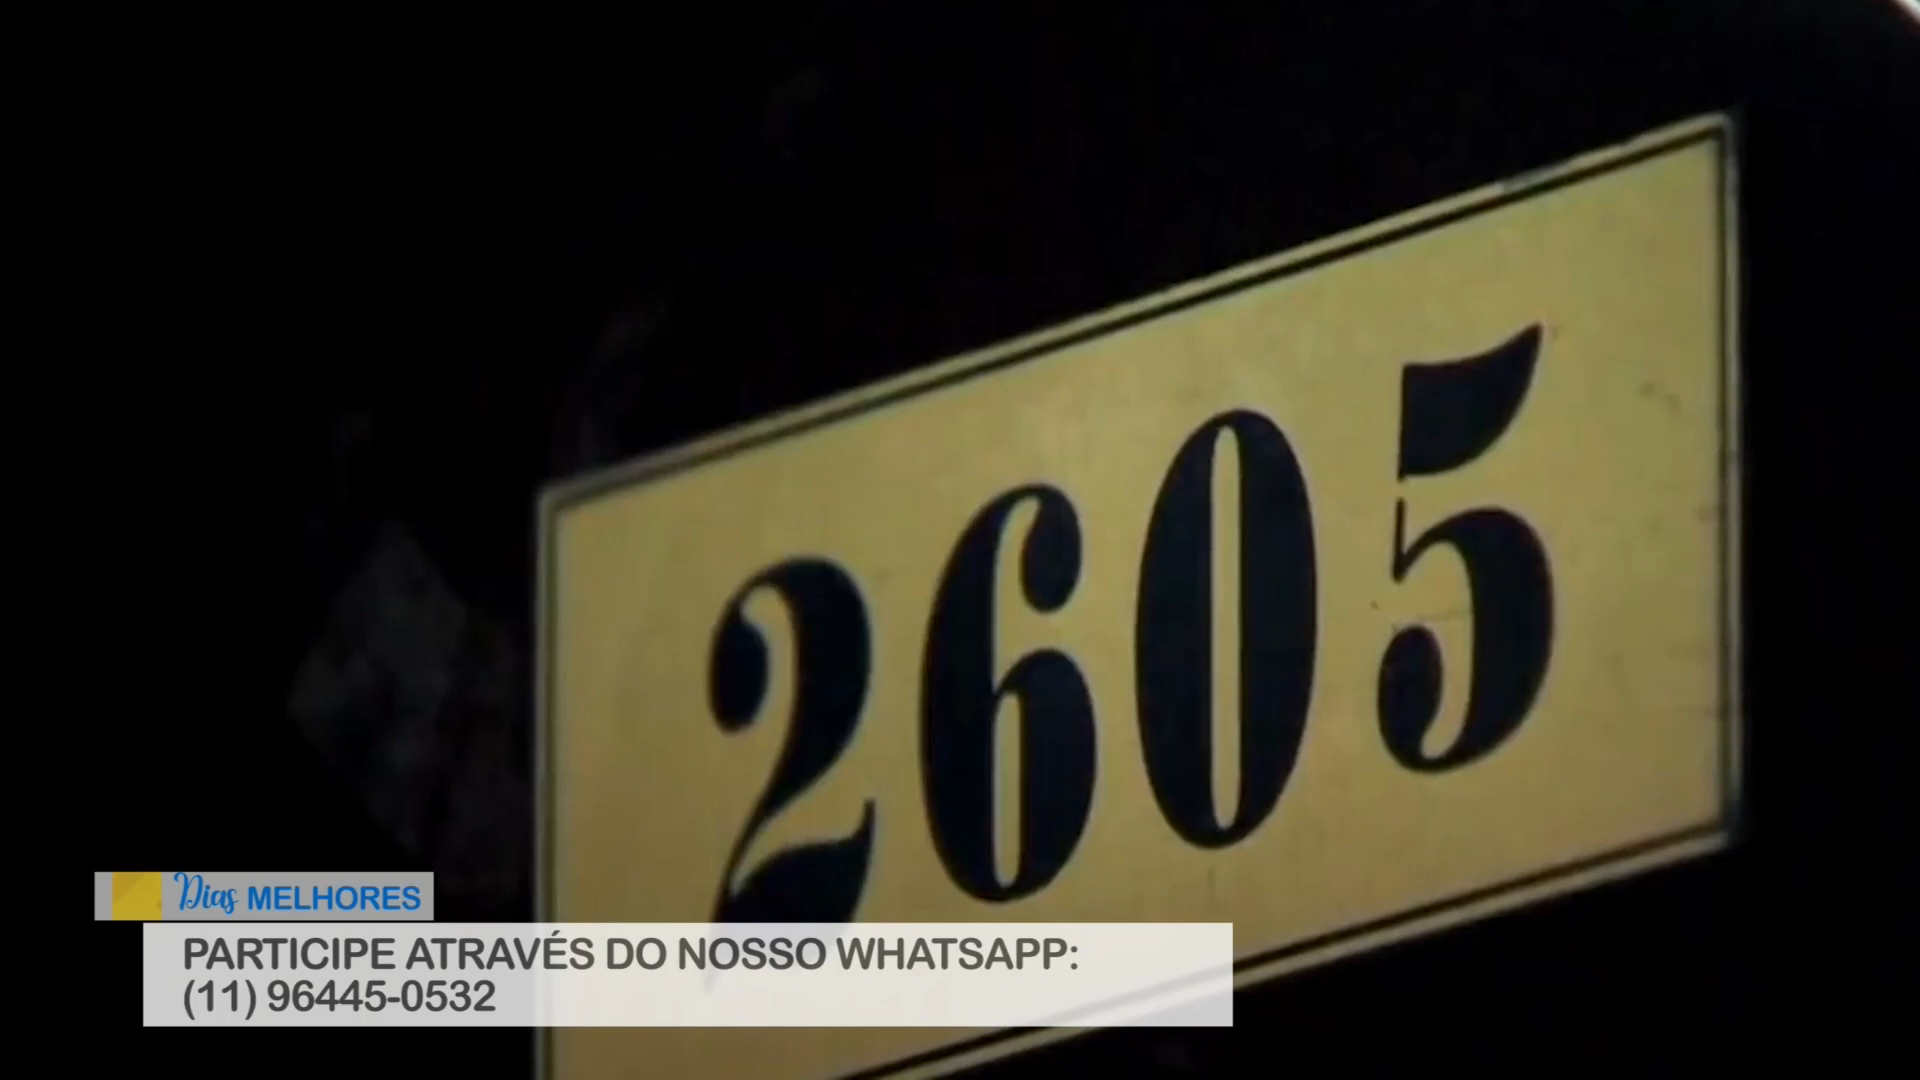 2605
Dias MELHORES
PARTICIPE ATRAVÉS DO NOSSO WHATSAPP:
(11) 96445-0532